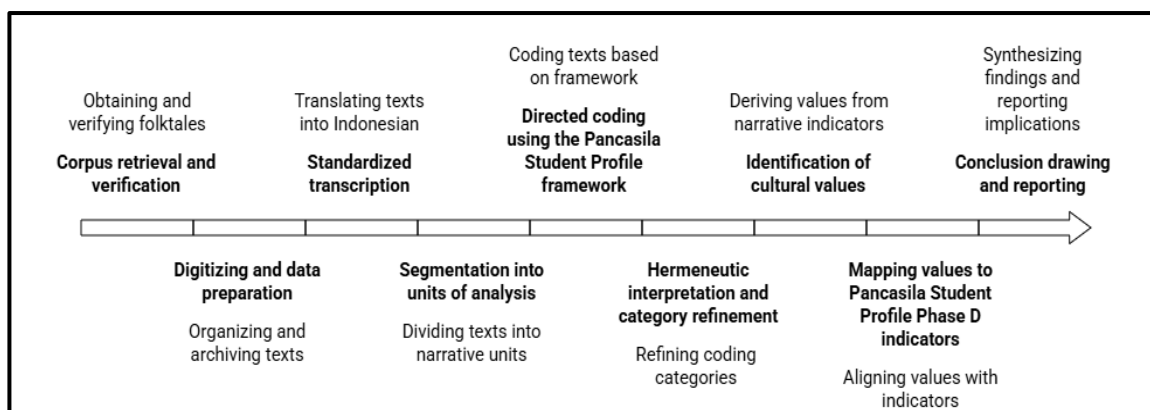 Obtaining and
verifying folktales
Corpus retrieval and
verification
Translating texts
into Indonesian
Standardized
transcription
Coding texts based
on framework
Directed coding
using the Pancasila
Student Profile
framework
Deriving values from
narrative indicators
Identification of
cultural values
Synthesizing
findings and
reporting
implications
Conclusion drawing
and reporting
Digitizing and data
preparation
Organizing and
archiving texts
Segmentation into
units of analysis
Dividing texts into
narrative units
Hermeneutic
interpretation and
category refinement
Refining coding
categories
Mapping values to
Pancasila Student
Profile Phase D
indicators
Aligning values with
indicators